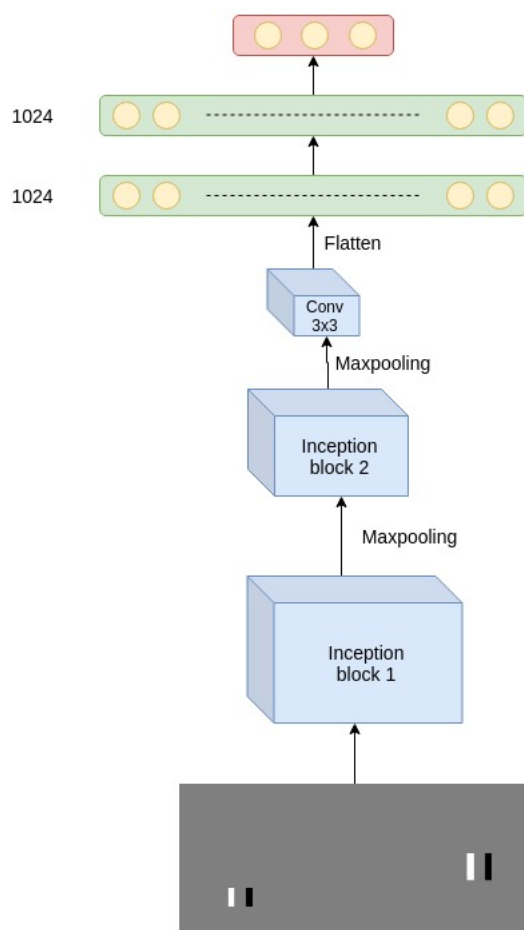 1024
1024
Flatten
Conv
3x3
Maxpooling
Inception
block 2
Maxpooling
Inception
block 1